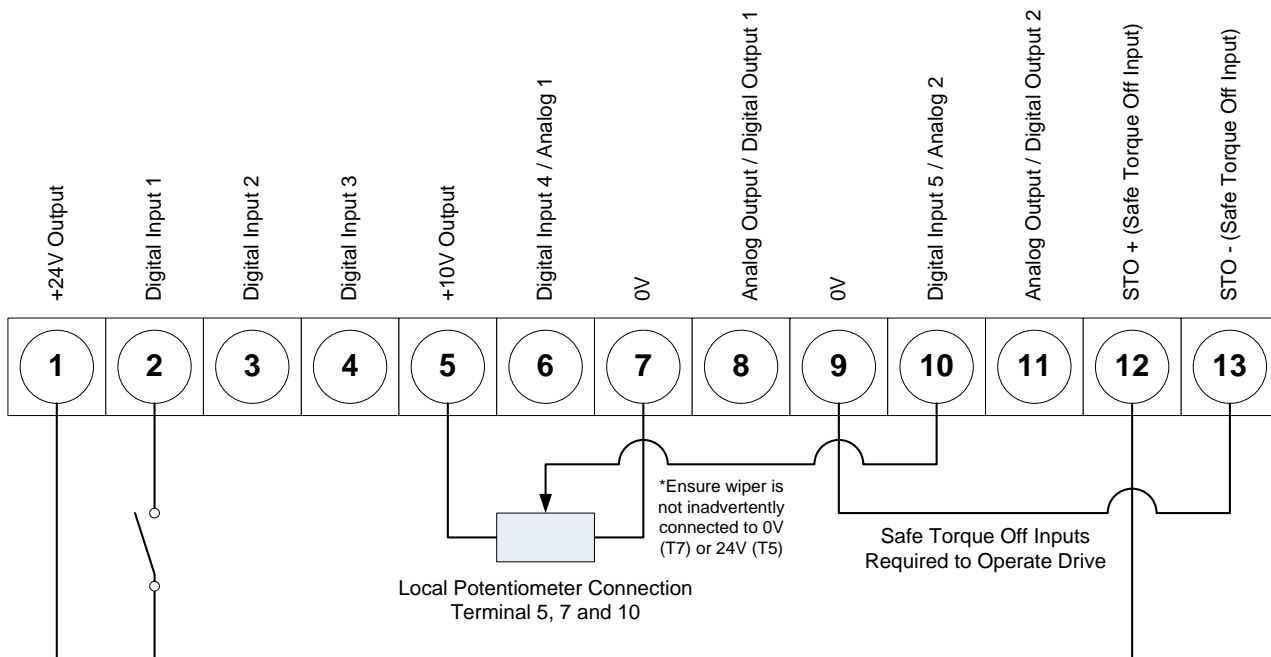 +24V Output
Digital Input 1
Digital Input 2
Digital Input 3
+10V Output
Digital Input 4 / Analog 1
0V
Analog Output / Digital Output 1
0V
Digital Input 5 / Analog 2
Analog Output / Digital Output 2
STO + (Safe Torque Off Input)
STO - (Safe Torque Off Input)
1 2 3 4 5 6 7 8 9 10 11 12 13
*Ensure wiper is
not inadvertently
connected to 0V
(T7) or 24V (T5)
Safe Torque Off Inputs
Required to Operate Drive
Local Potentiometer Connection
Terminal 5, 7 and 10